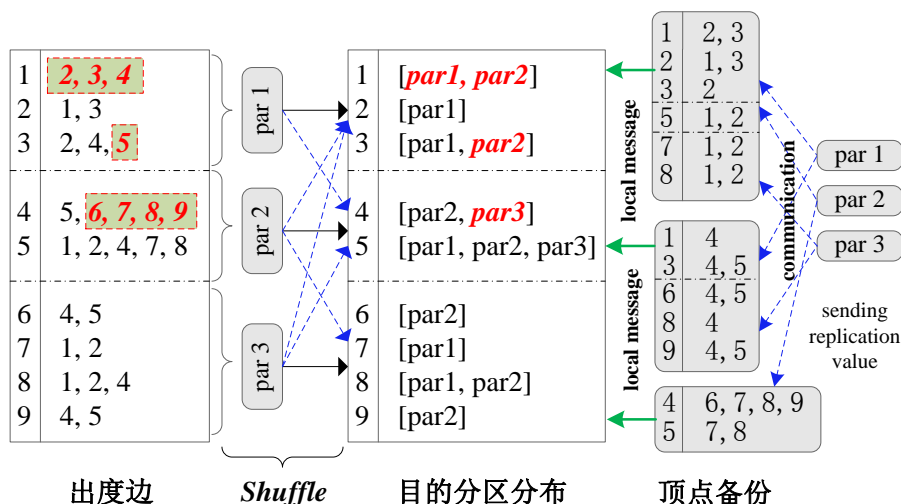 1 2, 3, 4
2 1, 3
3 2, 4, 5
4 5, 6, 7, 8, 9
5 1, 2, 4, 7, 8
6 4, 5
7 1, 2
8 1, 2, 4
9 4, 5
出度边
par 1
par 2
par 3
Shuffle
1 [par1, par2]
2 [par1]
3 [par1, par2]
4 [par2, par3]
5 [par1, par2, par3]
6 [par2]
7 [par1]
8 [par1, par2]
9 [par2]
目的分区分布
local message
local message
1 2, 3
2 1, 3
3 2
5 1, 2
7 1, 2
8 1, 2
1 4
3 4, 5
6 4, 5
8 4
9 4, 5
4 6, 7, 8, 9
5 7, 8
顶点备份
communication
par 1
par 2
par 3
sending
replication
value